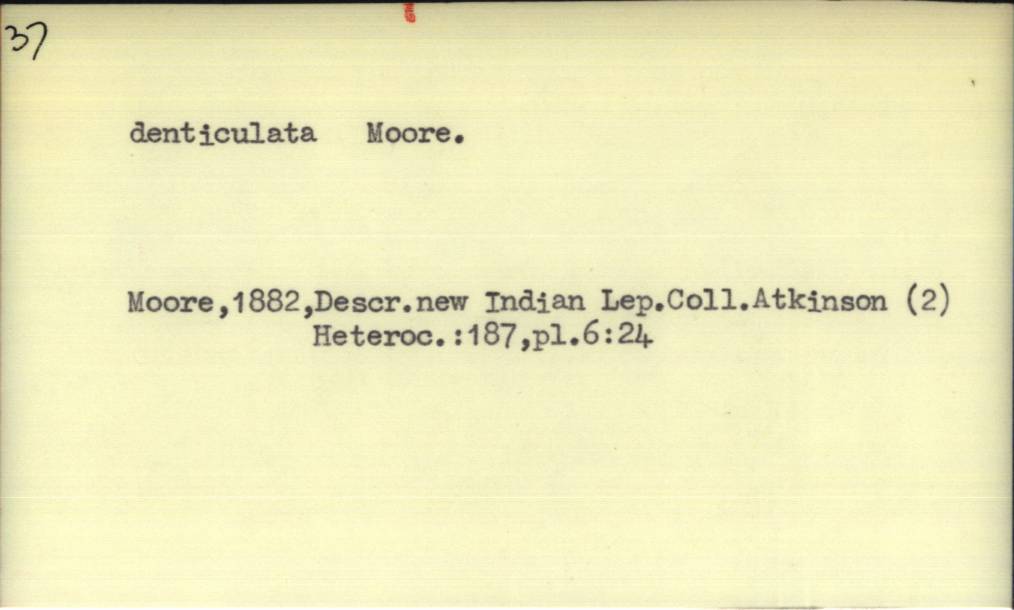 37
denticulata Moore.
Moore,1882,Descr.new Indian Lep.Coll.Atkinson (2)
Heteroc.:187,pl.6:24